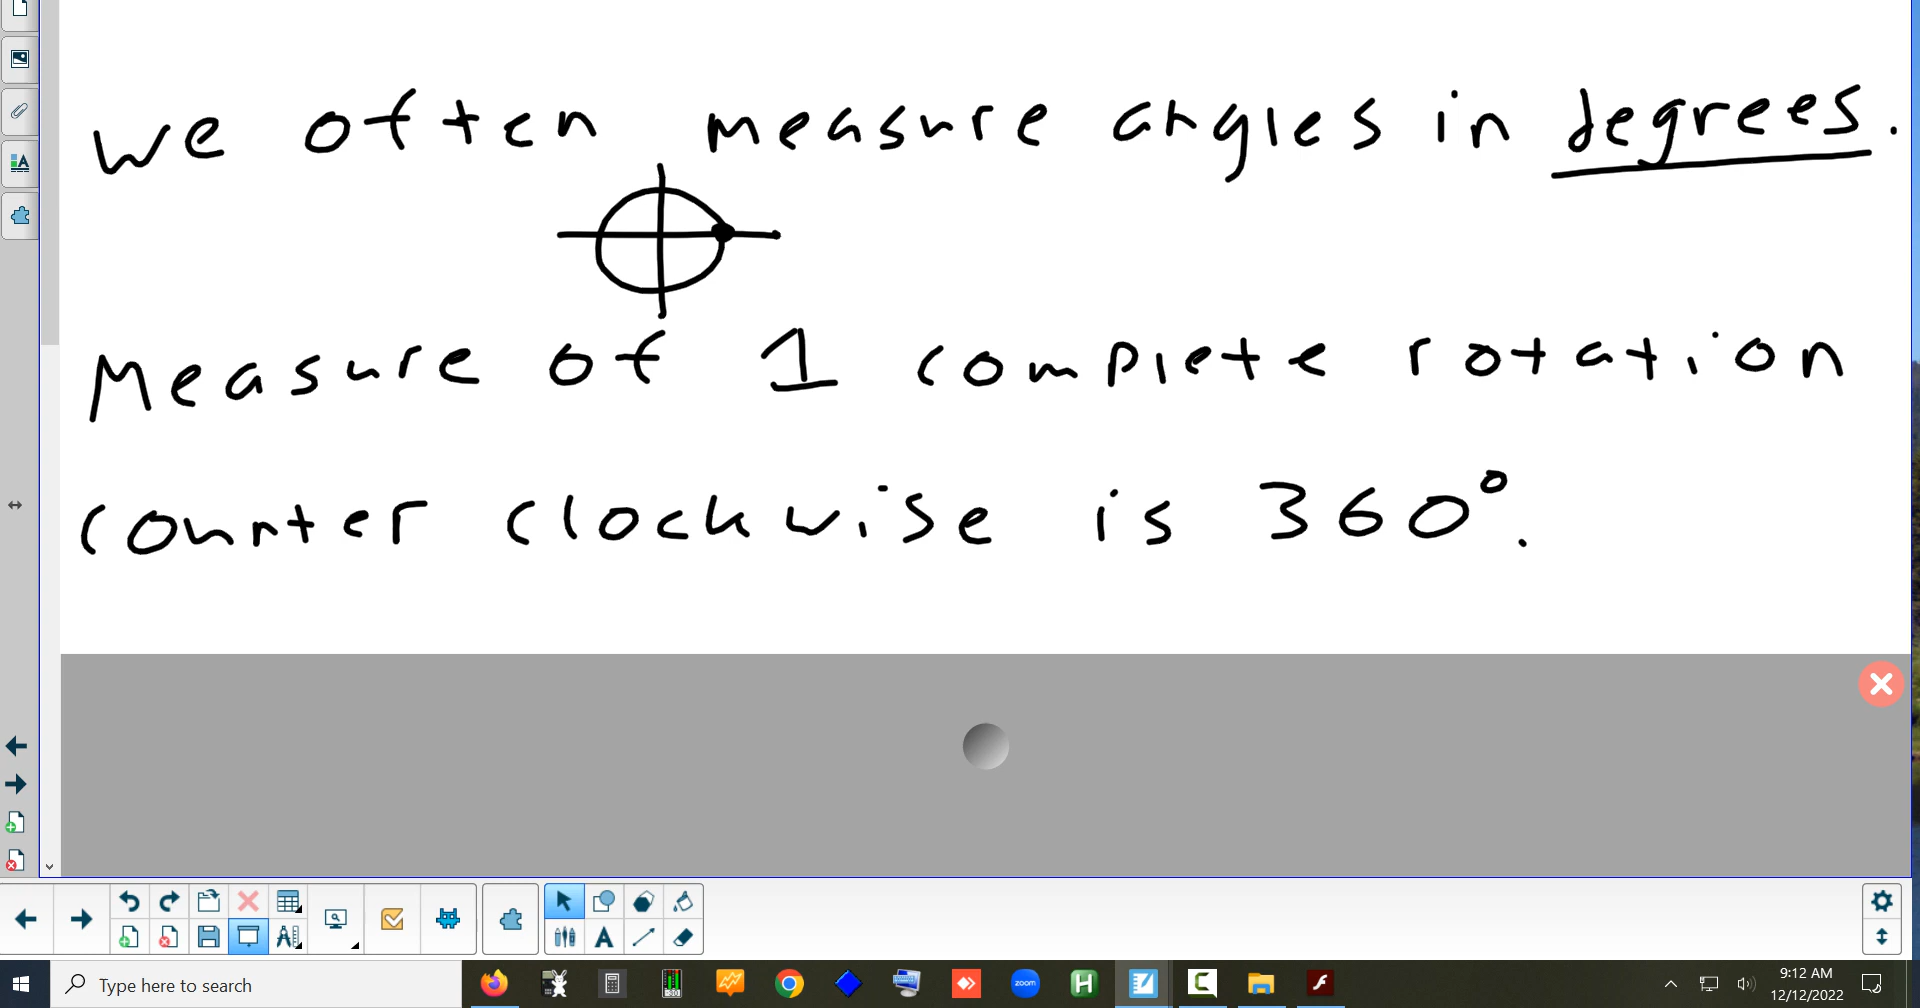 We often measure angles in degrees.
Measure of 1 complete rotation
counter clockwise is 360°.
Type here to search
zoom
9:12 AM
12/12/2022